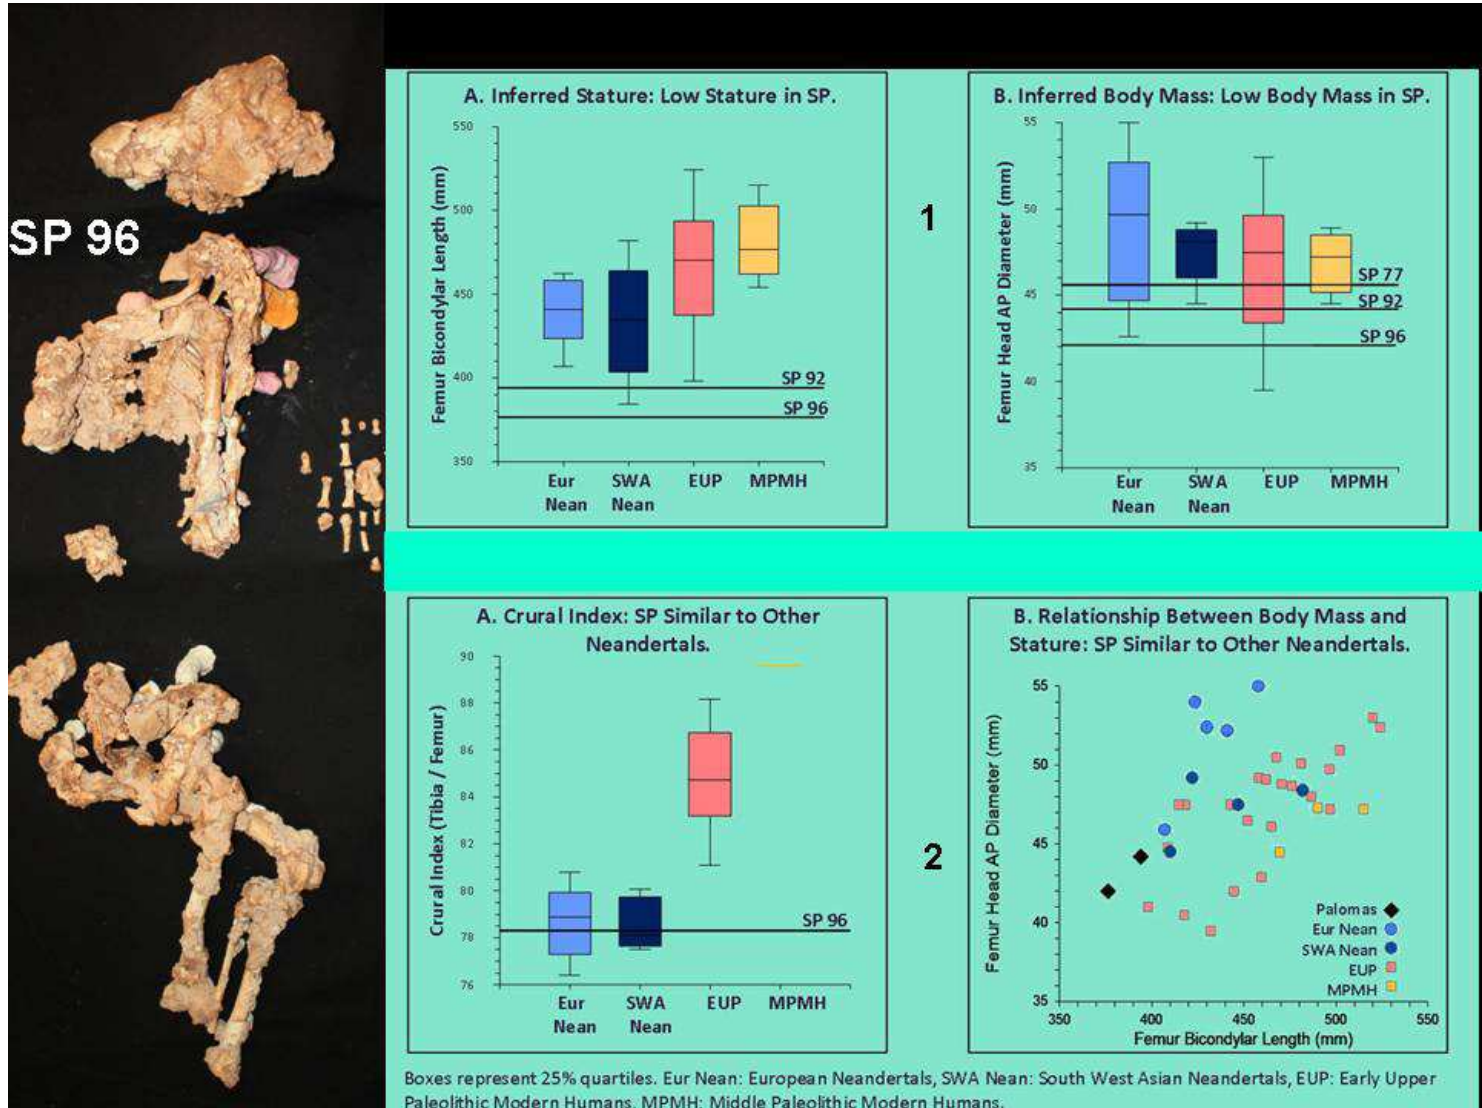 SP 96
A. Inferred Stature: Low Stature in SP.
Femur Bicondylar Length (mm)
550
500
450
400
350
SP 92
SP 96
Eur
Nean
SWA
Nean
EUP
MPMH
1
B. Inferred Body Mass: Low Body Mass in SP.
Femur Head AP Diameter (mm)
55
50
45
40
35
SP 77
SP 92
SP 96
Eur
Nean
SWA
Nean
EUP
MPMH
A. Crural Index: SP Similar to Other
Neandertals.
Crural Index (Tibia / Femur)
90
88
86
84
82
80
78
76
SP 96
Eur
Nean
SWA
Nean
EUP
MPMH
2
B. Relationship Between Body Mass and
Stature: SP Similar to Other Neandertals.
Femur Head AP Diameter (mm)
55
50
45
40
35
Palomas
Eur Nean
SWA Nean
EUP
MPMH
350 400 450 500 550
Femur Bicondylar Length (mm)
Boxes represent 25% quartiles. Eur Nean: European Neandertals, SWA Nean: South West Asian Neandertals, EUP: Early Upper
Paleolithic Modern Humans, MPMH: Middle Paleolithic Modern Humans.